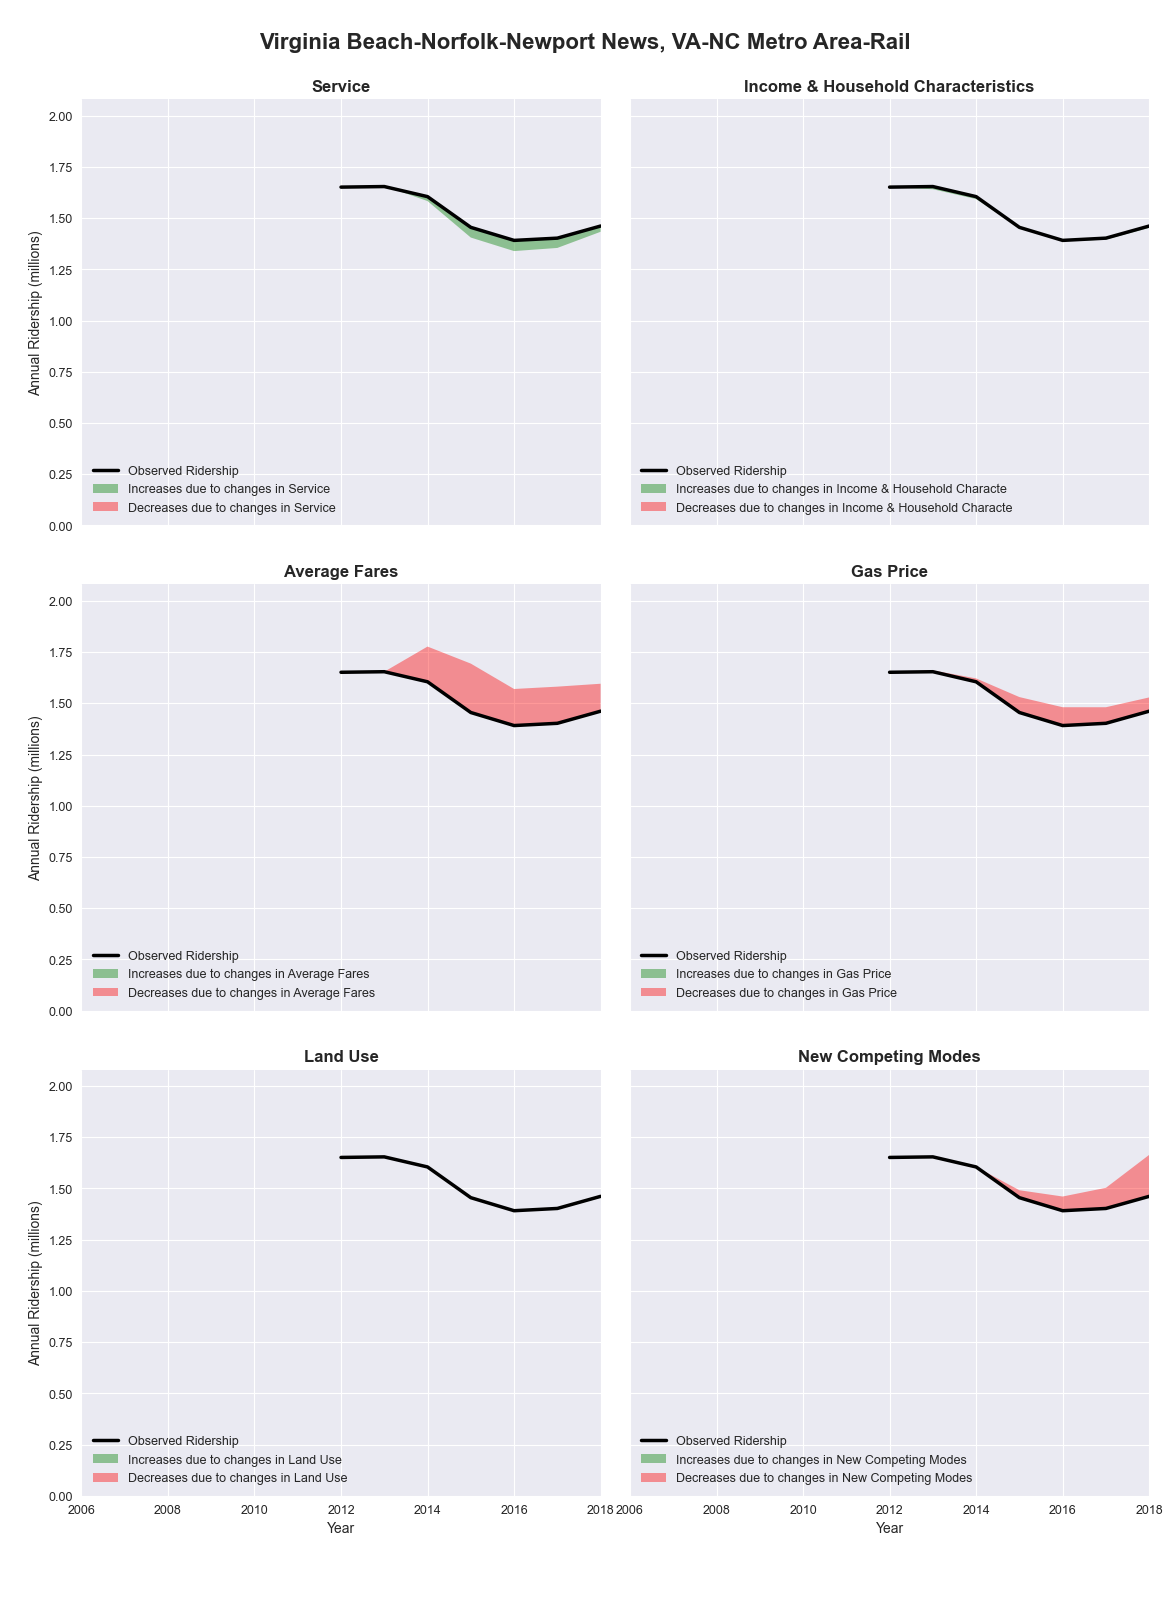 Virginia Beach-Norfolk-Newport News, VA-NC Metro Area-Rail
Service
Income & Household Characteristics
2.00
1.75
1.50
1.25
1.00
0.75
0.50
0.25
0.00
Annual Ridership (millions)
Observed Ridership
Increases due to changes in Service
Decreases due to changes in Service
Observed Ridership
Increases due to changes in Income & Household Characte
Decreases due to changes in Income & Household Characte
Average Fares
Gas Price
2.00
1.75
1.50
1.25
1.00
0.75
0.50
0.25
0.00
Annual Ridership (millions)
Observed Ridership
Increases due to changes in Average Fares
Decreases due to changes in Average Fares
Observed Ridership
Increases due to changes in Gas Price
Decreases due to changes in Gas Price
Land Use
New Competing Modes
2.00
1.75
1.50
1.25
1.00
0.75
0.50
0.25
0.00
Annual Ridership (millions)
Observed Ridership
Increases due to changes in Land Use
Decreases due to changes in Land Use
Observed Ridership
Increases due to changes in New Competing Modes
Decreases due to changes in New Competing Modes
2006 2008 2010 2012 2014 2016 2018
2006 2008 2010 2012 2014 2016 2018
Year
Year